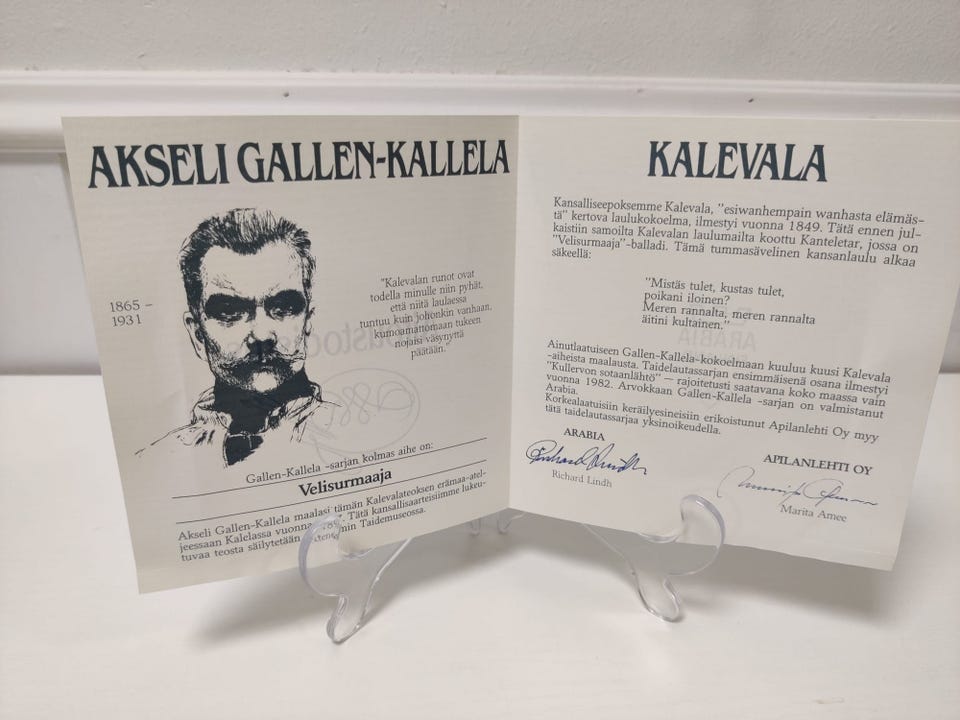 AKSELI GALLEN-KALLELA
1865 –
1931
"Kalevalan runot ovat
todella minulle niin pyhät,
että niitä laulaessa
tuntuu kuin johonkin vanhaan,
kumoamattomaan tukeen
nojaisi väsynyttä
päätään."
Gallen-Kallela -sarjan kolmas aihe on:
Velisurmaaja
Akseli Gallen-Kallela maalasi tämän Kalevalateoksen erämaa-atel-
jeessaan Kalelassa vuonna Tätä kansallisaarteisiimme lukeu-
tuvaa teosta säilytetään Taidemuseossa.
KALEVALA
Kansalliseepoksemme Kalevala, "esiwanhempain wanhasta elämäs-
tä" kertova laulukokoelma, ilmestyi vuonna 1849. Tätä ennen jul-
kaistiin samoilta Kalevalan laulumailta koottu Kanteletar, jossa on
"Velisurmaaja"-balladi. Tämä tummasävelinen kansanlaulu alkaa
säkeellä:
"Mistäs tulet, kustas tulet,
poikani iloinen?
Meren rannalta, meren rannalta
äitini kultainen."
Ainutlaatuiseen Gallen-Kallela-kokoelmaan kuuluu kuusi Kalevala
-aiheista maalausta. Taidelautassarjan ensimmäisenä osana ilmestyi
"Kullervon sotaanlähtö" — rajoitetusti saatavana koko maassa vain
vuonna 1982. Arvokkaan Gallen-Kallela -sarjan on valmistanut
Arabia.
Korkealaatuisiin keräilyesineisiin erikoistunut Apilanlehti Oy myy
tätä taidelautassarjaa yksinoikeudella.
ARABIA
Richard Lindh
APILANLEHTI OY
Marita Amee